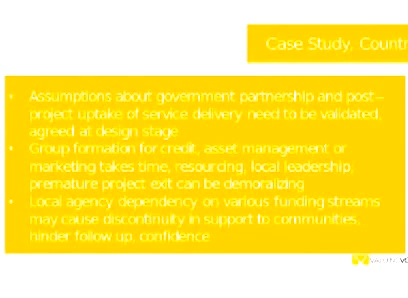 Case Study, Countr
• Assumptions about government partnership and post–
project uptake of service delivery need to be validated,
agreed at design stage
• Group formation for credit, asset management or
marketing takes time, resourcing, local leadership;
premature project exit can be demoralizing
• Local agency dependency on various funding streams
may cause discontinuity in support to communities,
hinder follow up, confidence